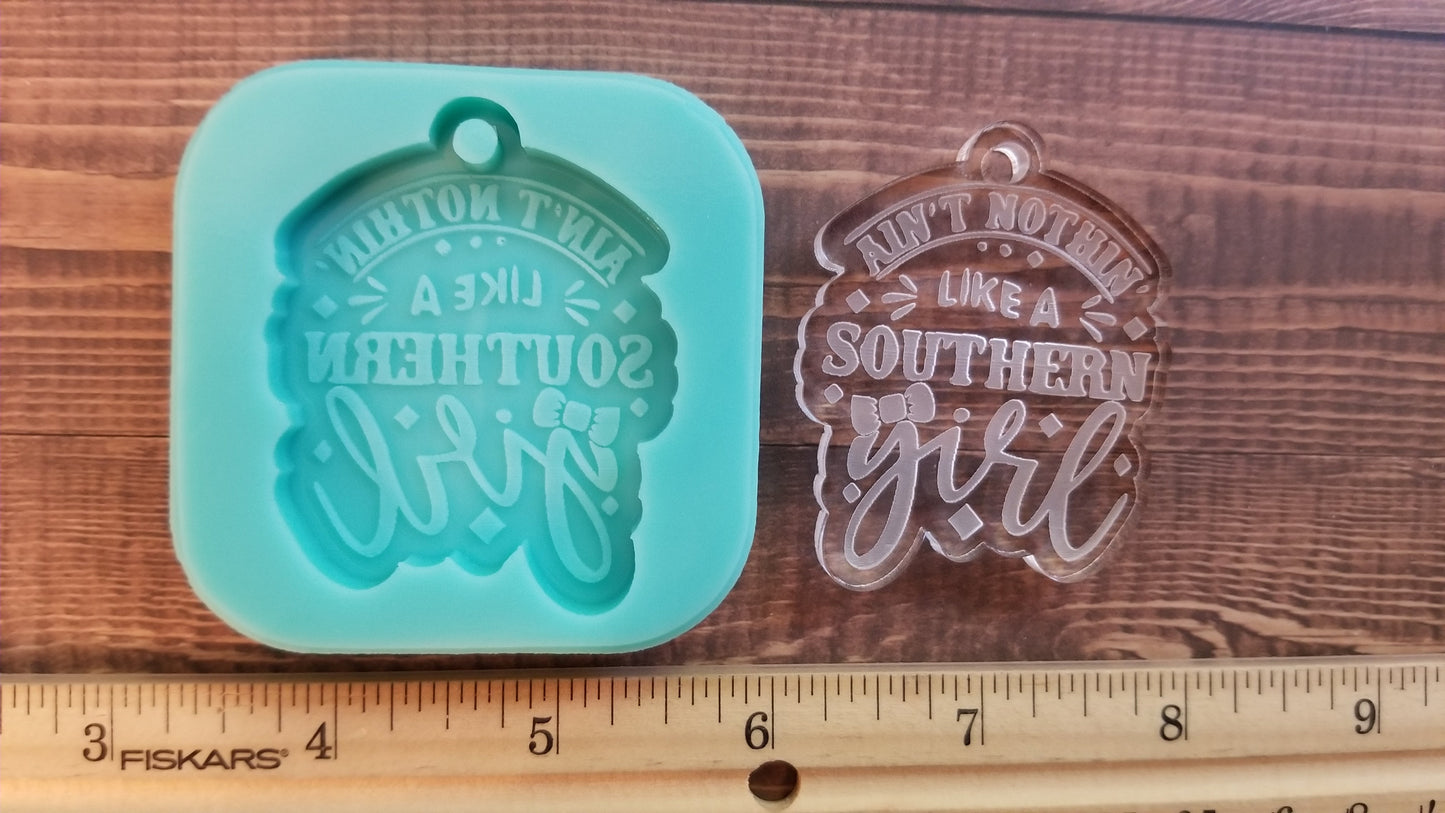 AIN'T NOTHIN'
LIKE A
SOUTHERN
girl
AIN'T NOTHIN'
LIKE A
SOUTHERN
girl
3 FISKARS® 4 5 6 7 8 9